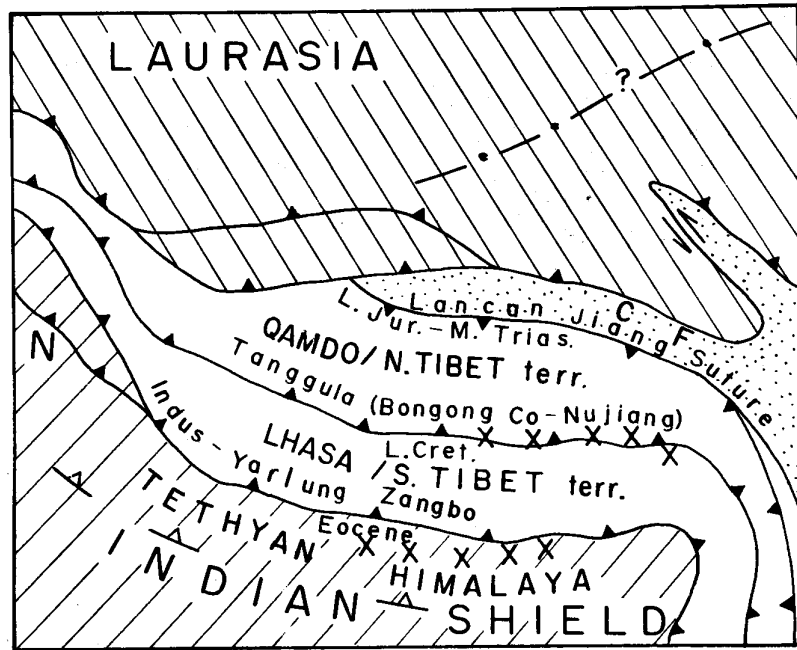 LAURASIA
?
Lancan Jiang Suture
C F
L. Jur.-M. Trias.
QAMDO/N. TIBET terr.
Tanggula (Bongong Co-Nujiang)
N
L. Cret.
LHASA / S. TIBET terr.
Indus-Yarlung Zangbo
Eocene
TETHYAN HIMALAYA
INDIAN SHIELD
X X X X X
X X X X X